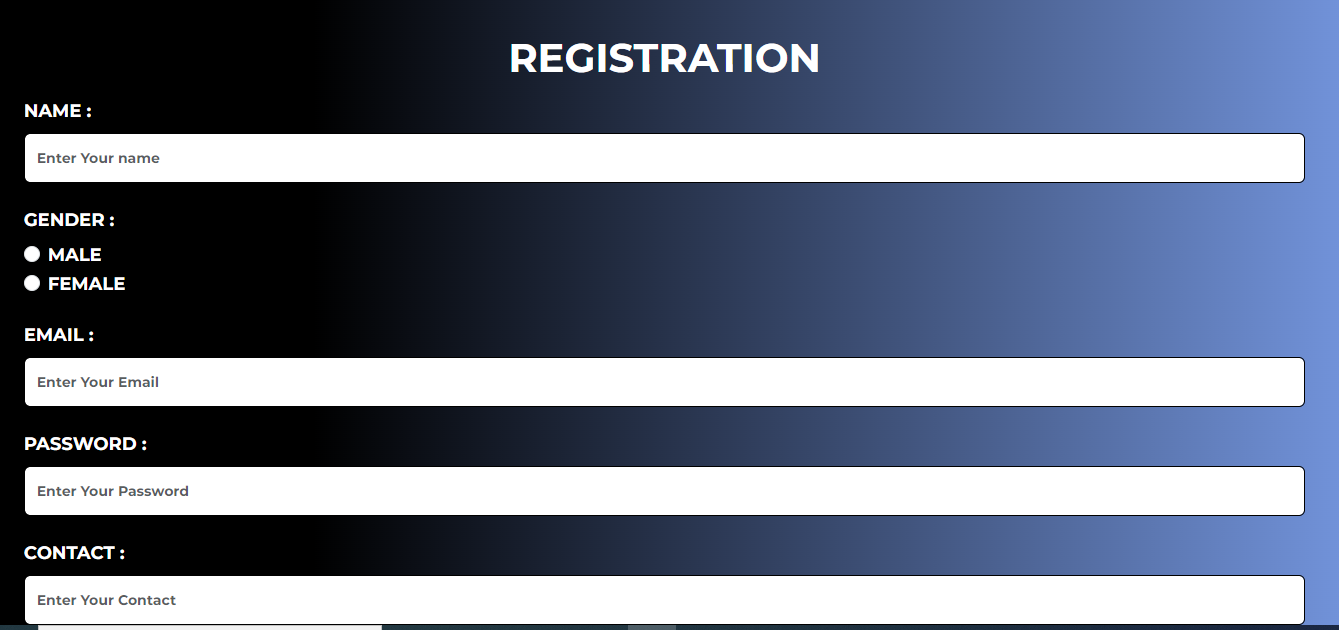 REGISTRATION
NAME :
Enter Your name
GENDER :
MALE
FEMALE
EMAIL :
Enter Your Email
PASSWORD :
Enter Your Password
CONTACT :
Enter Your Contact